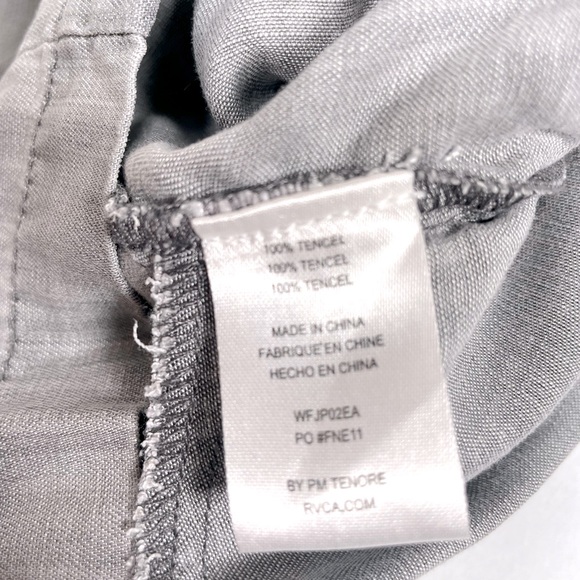 100% TENCEL
100% TENCEL
100% TENCEL
MADE IN CHINA
FABRIQUÉ EN CHINE
HECHO EN CHINA
WFJP02EA
PO #FNE11
BY PM TENORE
RVCA.COM